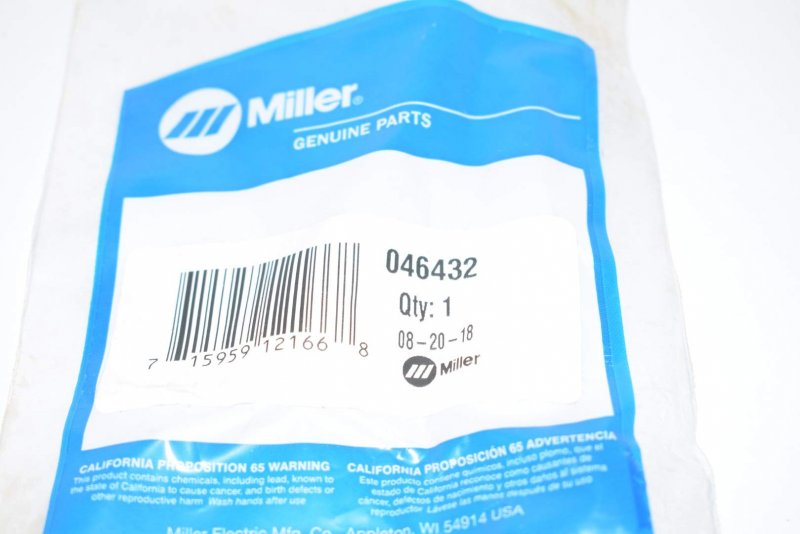 Miller®
GENUINE PARTS
046432
Qty: 1
08-20-18
Miller
7 15959 12166 8
CALIFORNIA PROPOSITION 65 WARNING
This product contains chemicals, including lead, known to
the state of California to cause cancer, and birth defects or
other reproductive harm. Wash hands after use.
CALIFORNIA PROPOSICIÓN 65 ADVERTENCIA
Este producto contiene químicos, incluso plomo, que el
estado de California reconoce como causantes de
cáncer, defectos de nacimiento y otros daños al sistema
reproductor. Lávese las manos después de su uso.
Miller Electric Mfg. Co., Appleton, WI 54914 USA